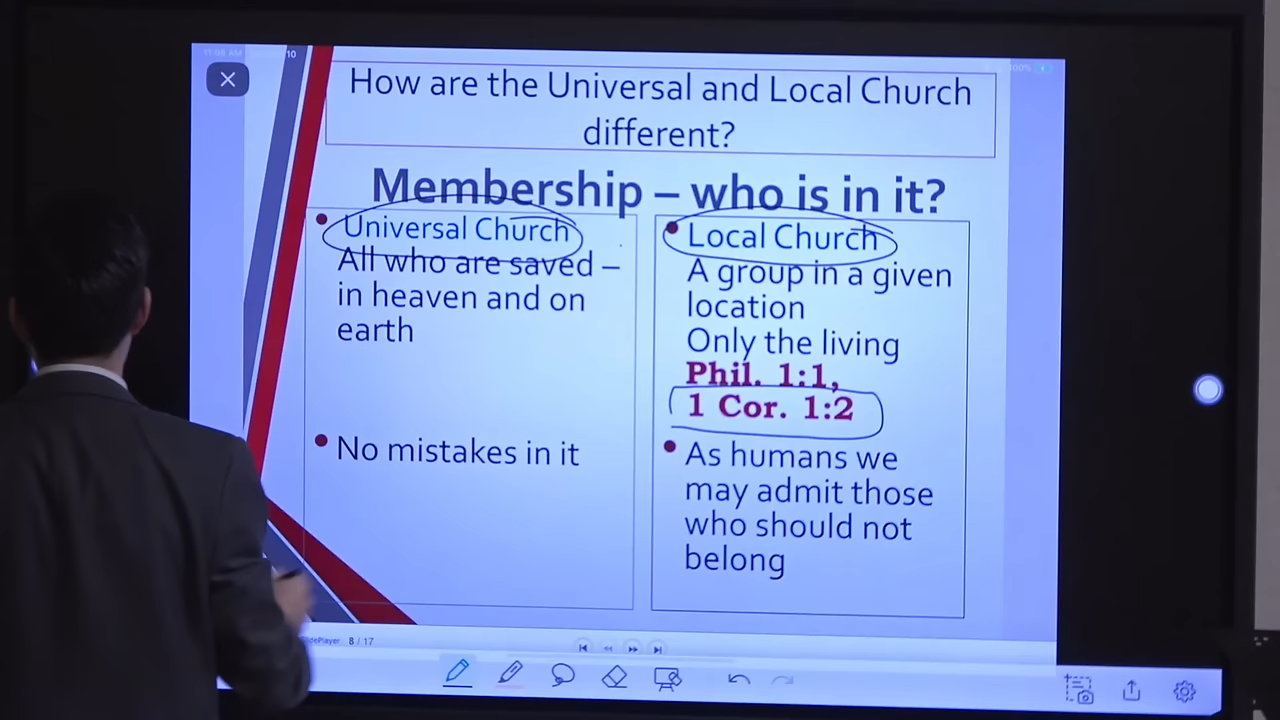 How are the Universal and Local Church
different?
Membership – who is in it?
Universal Church
All who are saved –
in heaven and on
earth
No mistakes in it
Local Church
A group in a given
location
Only the living
Phil. 1:1,
1 Cor. 1:2
As humans we
may admit those
who should not
belong
8 / 17